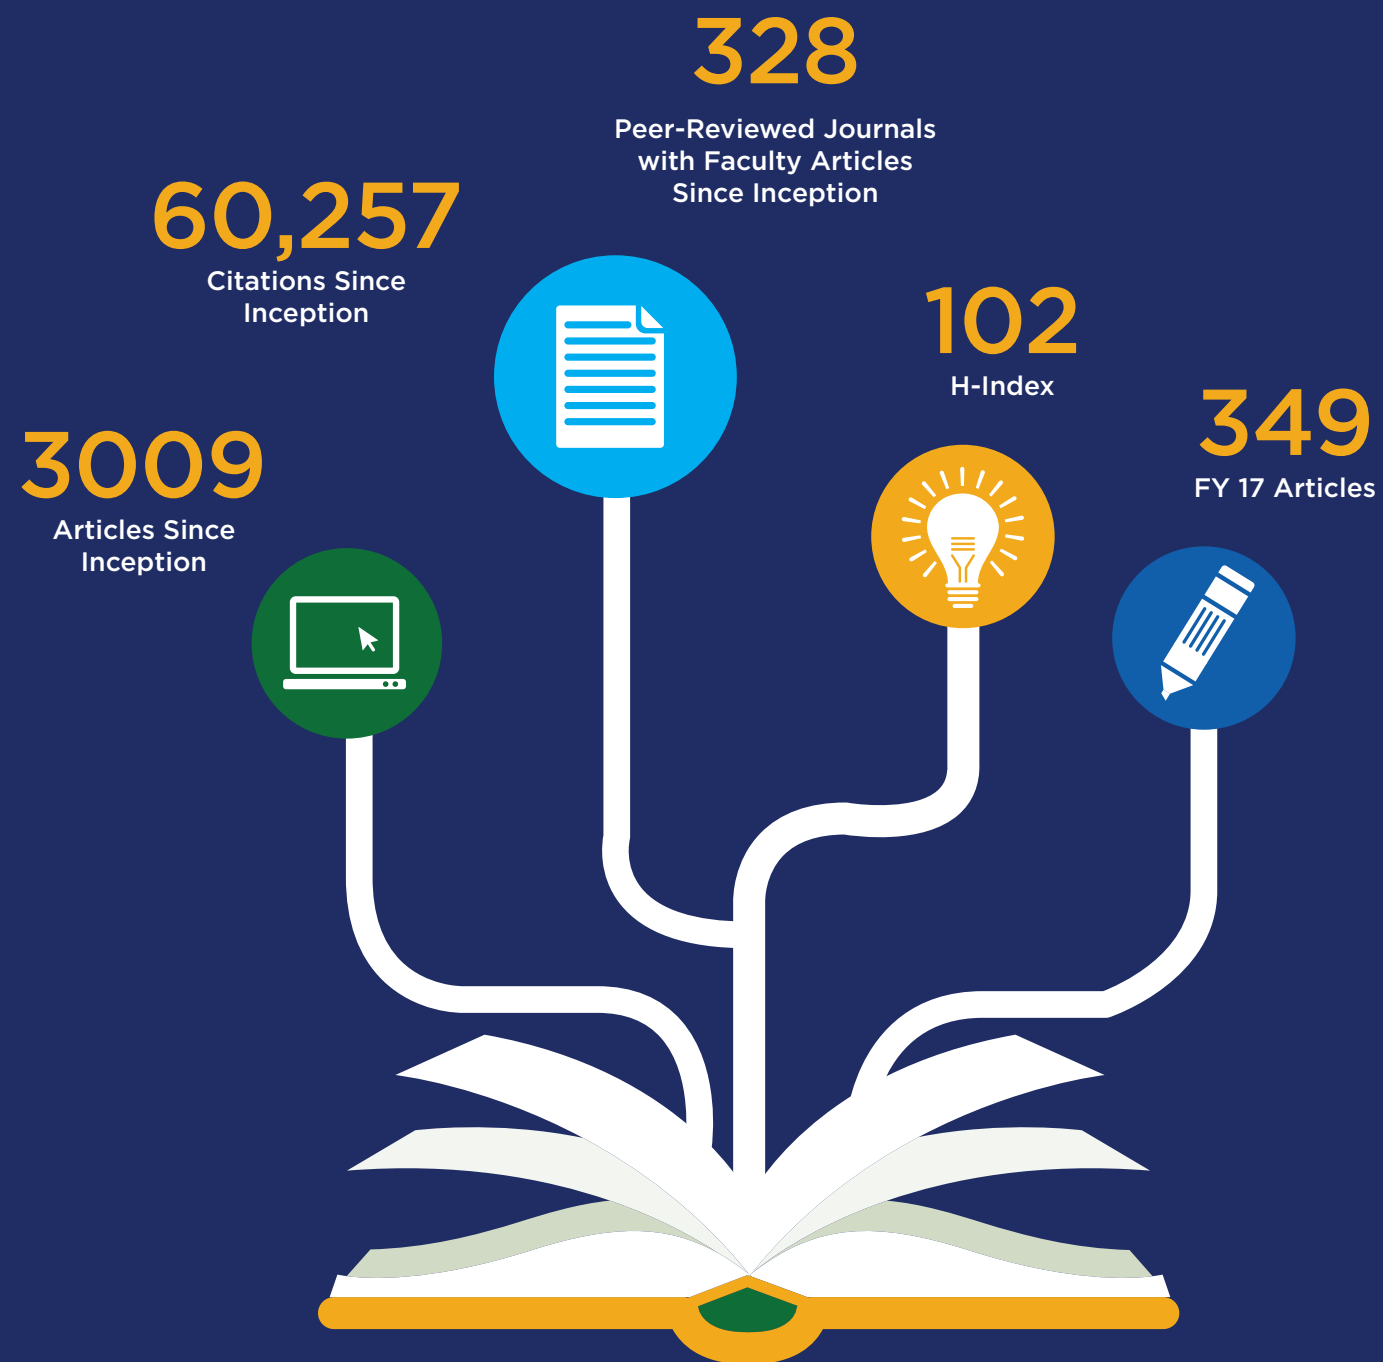 328
Peer-Reviewed Journals
with Faculty Articles
Since Inception
60,257
Citations Since
Inception
102
H-Index
349
FY 17 Articles
3009
Articles Since
Inception